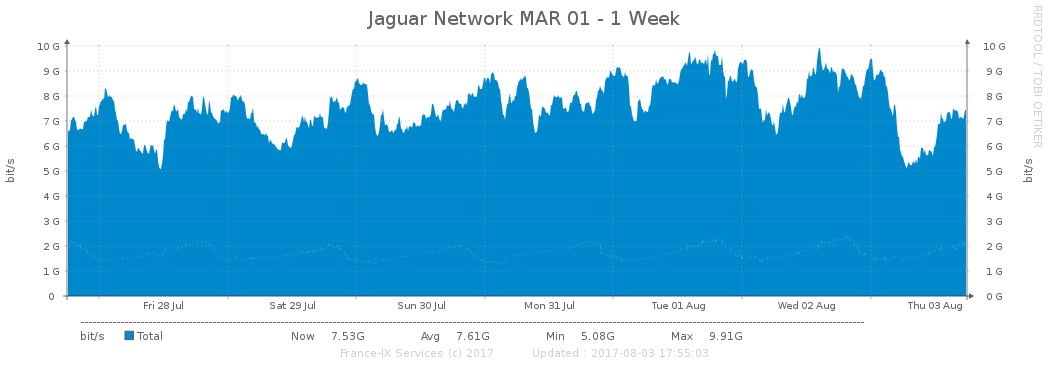 Jaguar Network MAR 01 - 1 Week
RRDTOOL / TOBI OETIKER
10 G 10 G
9 G 9 G
8 G 8 G
7 G 7 G
6 G 6 G
5 G 5 G
4 G 4 G
3 G 3 G
2 G 2 G
1 G 1 G
0 0 G
bit/s
bit/s
Fri 28 Jul Sat 29 Jul Sun 30 Jul Mon 31 Jul Tue 01 Aug Wed 02 Aug Thu 03 Aug
bit/s Total Now 7.53G Avg 7.61G Min 5.08G Max 9.91G
France-IX Services (c) 2017 Updated : 2017-08-03 17:55:03